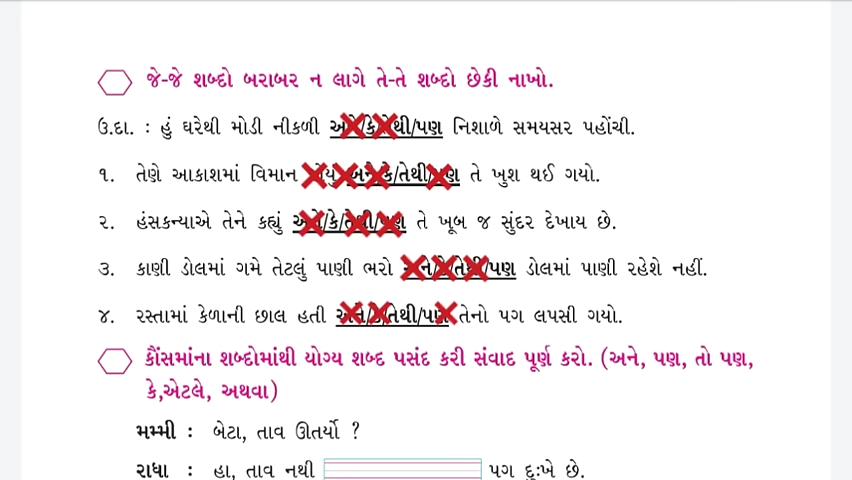 જે-જે શબ્દો બરાબર ન લાગે તે-તે શબ્દો છેકી નાખો.
ઉ.દા. : હું ઘરેથી મોડી નીકળી અને/કે/તેથી/પણ નિશાળે સમયસર પહોંચી.
૧. તેણે આકાશમાં વિમાન જોયું અને/કે/તેથી/પણ તે ખુશ થઈ ગયો.
૨. હંસકન્યાએ તેને કહ્યું અને/કે/તેથી/પણ તે ખૂબ જ સુંદર દેખાય છે.
૩. કાણી ડોલમાં ગમે તેટલું પાણી ભરો અને/કે/તેથી/પણ ડોલમાં પાણી રહેશે નહીં.
૪. રસ્તામાં કેળાની છાલ હતી અને/કે/તેથી/પણ તેનો પગ લપસી ગયો.
કૌંસમાંના શબ્દોમાંથી યોગ્ય શબ્દ પસંદ કરી સંવાદ પૂર્ણ કરો. (અને, પણ, તો પણ,
કે,એટલે, અથવા)
મમ્મી : બેટા, તાવ ઊતર્યો ?
રાધા : હા, તાવ નથી પગ દુઃખે છે.